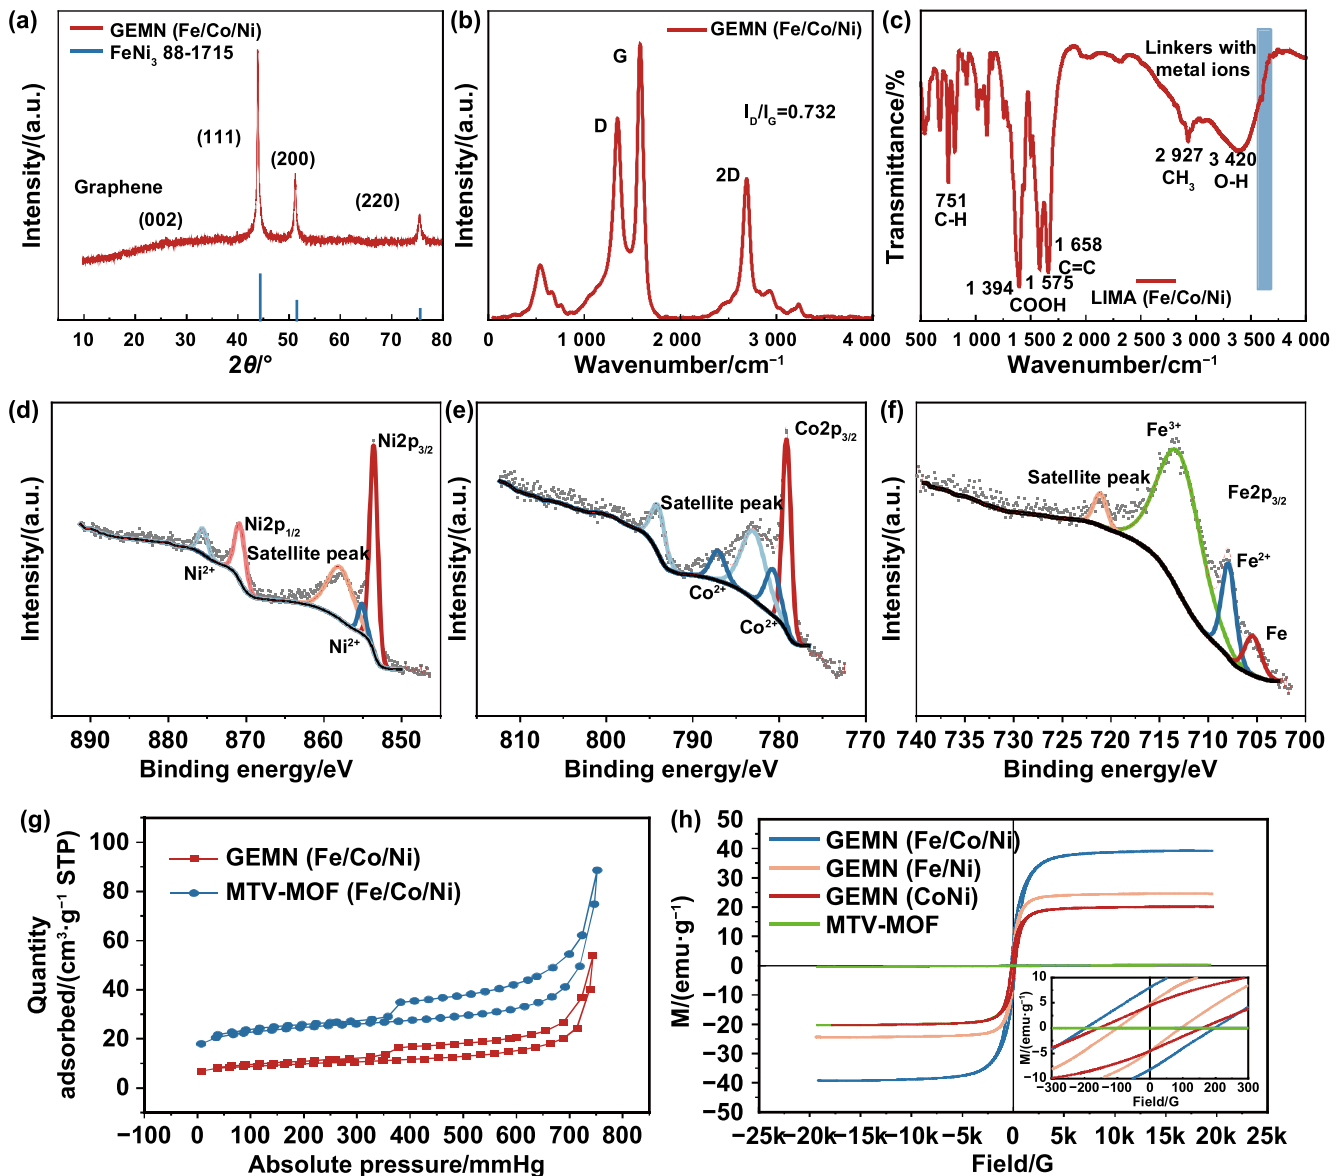 (a)
GEMN (Fe/Co/Ni)
FeNi₃ 88-1715
(111)
(200)
Graphene
(002)
(220)
Intensity/(a.u.)
10 20 30 40 50 60 70 80
2θ/°
(b)
GEMN (Fe/Co/Ni)
G
D
I_D/I_G=0.732
2D
Intensity/(a.u.)
0 1 000 2 000 3 000 4 000
Wavenumber/cm⁻¹
(c)
Linkers with
metal ions
2 927
CH₃
3 420
O-H
751
C-H
1 658
C=C
1 394
1 575
COOH
LIMA (Fe/Co/Ni)
Transmittance/%
500 1 000 1 500 2 000 2 500 3 000 3 500 4 000
Wavenumber/cm⁻¹
(d)
Ni2p₃/₂
Ni2p₁/₂
Satellite peak
Ni²⁺
Ni²⁺
Intensity/(a.u.)
890 880 870 860 850
Binding energy/eV
(e)
Co2p₃/₂
Satellite peak
Co²⁺
Co²⁺
Intensity/(a.u.)
810 800 790 780 770
Binding energy/eV
(f)
Fe³⁺
Satellite peak
Fe2p₃/₂
Fe²⁺
Fe
Intensity/(a.u.)
740 735 730 725 720 715 710 705 700
Binding energy/eV
(g)
GEMN (Fe/Co/Ni)
MTV-MOF (Fe/Co/Ni)
Quantity
adsorbed/(cm³·g⁻¹ STP)
100
80
60
40
20
0
−100 0 100 200 300 400 500 600 700 800
Absolute pressure/mmHg
(h)
GEMN (Fe/Co/Ni)
GEMN (Fe/Ni)
GEMN (CoNi)
MTV-MOF
M/(emu·g⁻¹)
50
40
30
20
10
0
−10
−20
−30
−40
−50
−25k −20k −15k −10k −5k 0 5k 10k 15k 20k 25k
Field/G
M/(emu·g⁻¹)
10
5
0
−5
−10
−300 −200 −100 0 100 200 300
Field/G